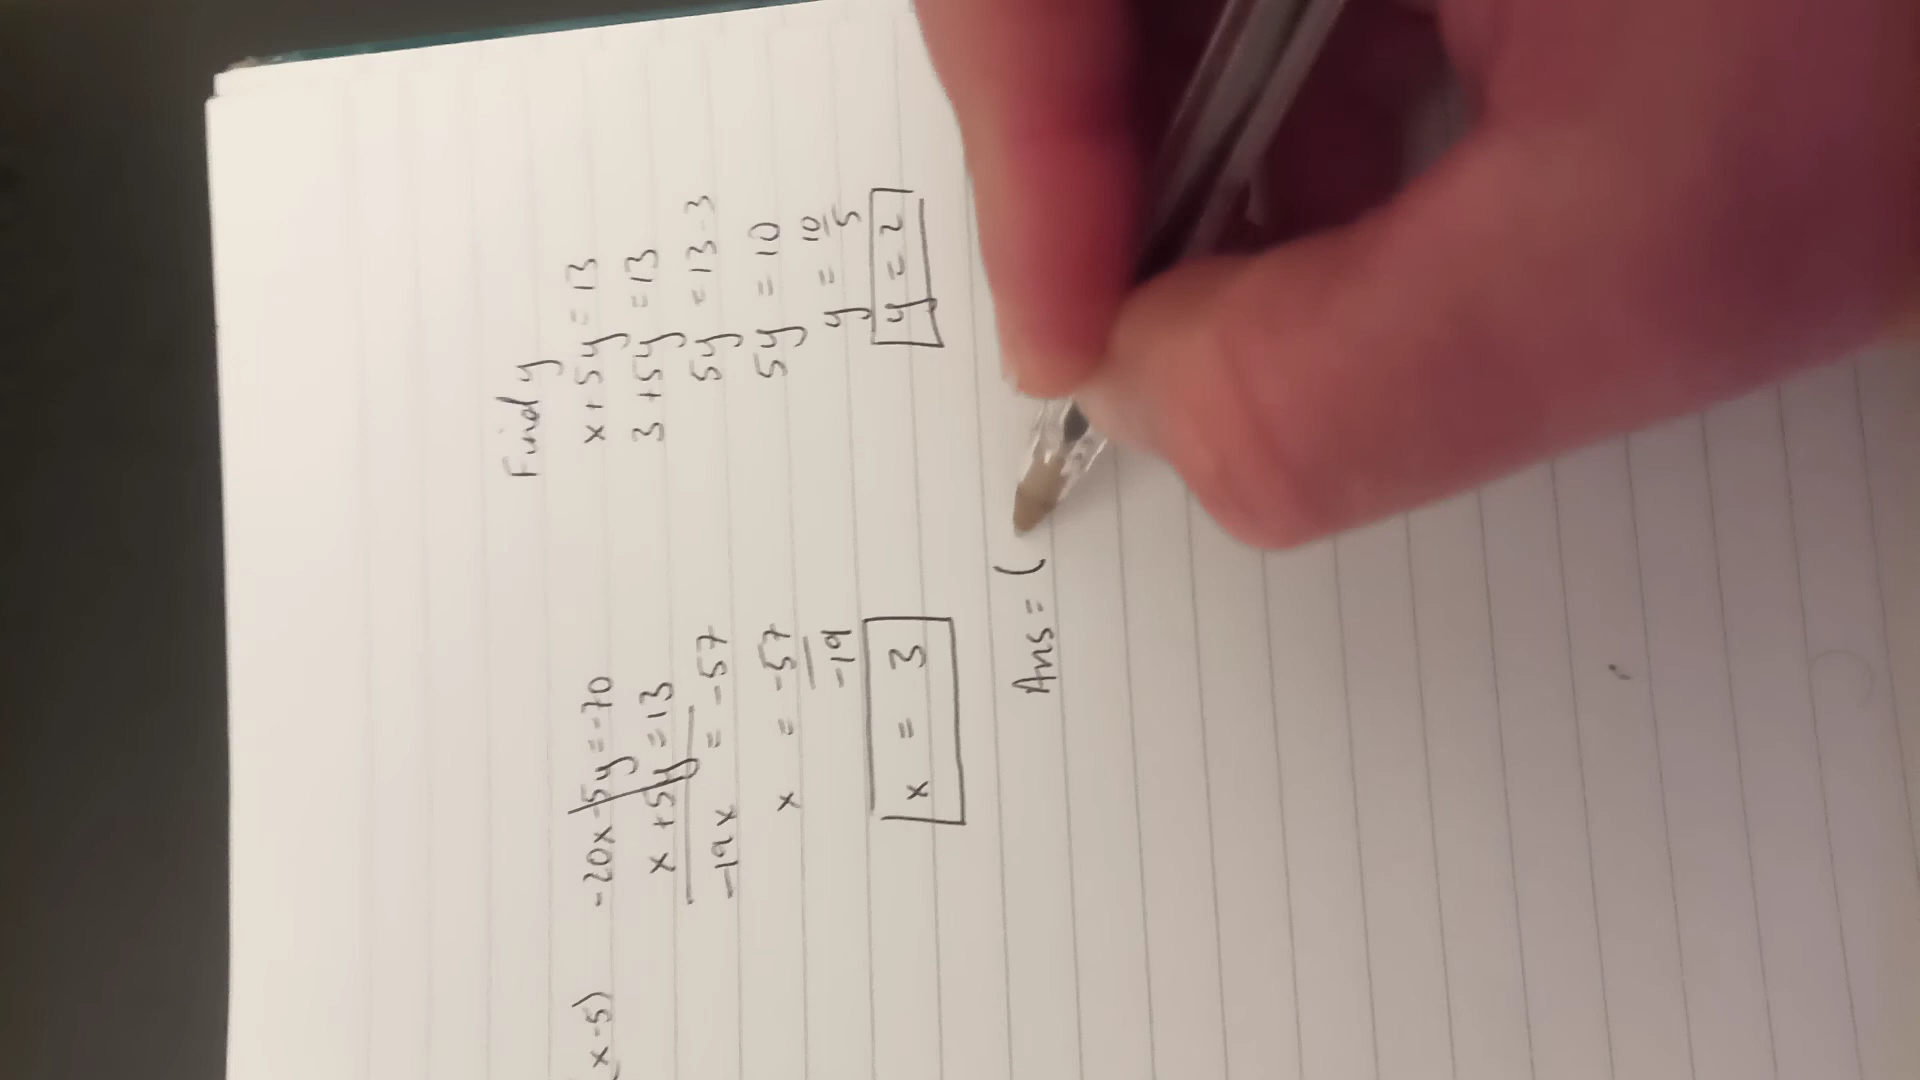 (x-5) -20x-5y=-70
x+5y=13
-19x = -57
x = -57
-19
x = 3
Find y
x+5y=13
3+5y=13
5y=13-3
5y = 10
y = 10
5
y = 2
Ans = (